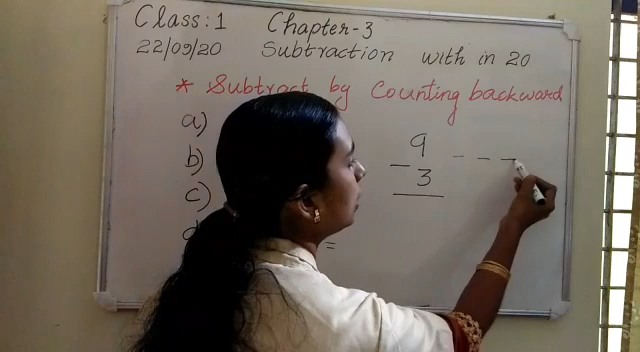 Class: 1 Chapter-3
22/09/20 Subtraction with in 20
* Subtract by Counting backward
a)
b)
c)
d
=
9
- 3
- - -